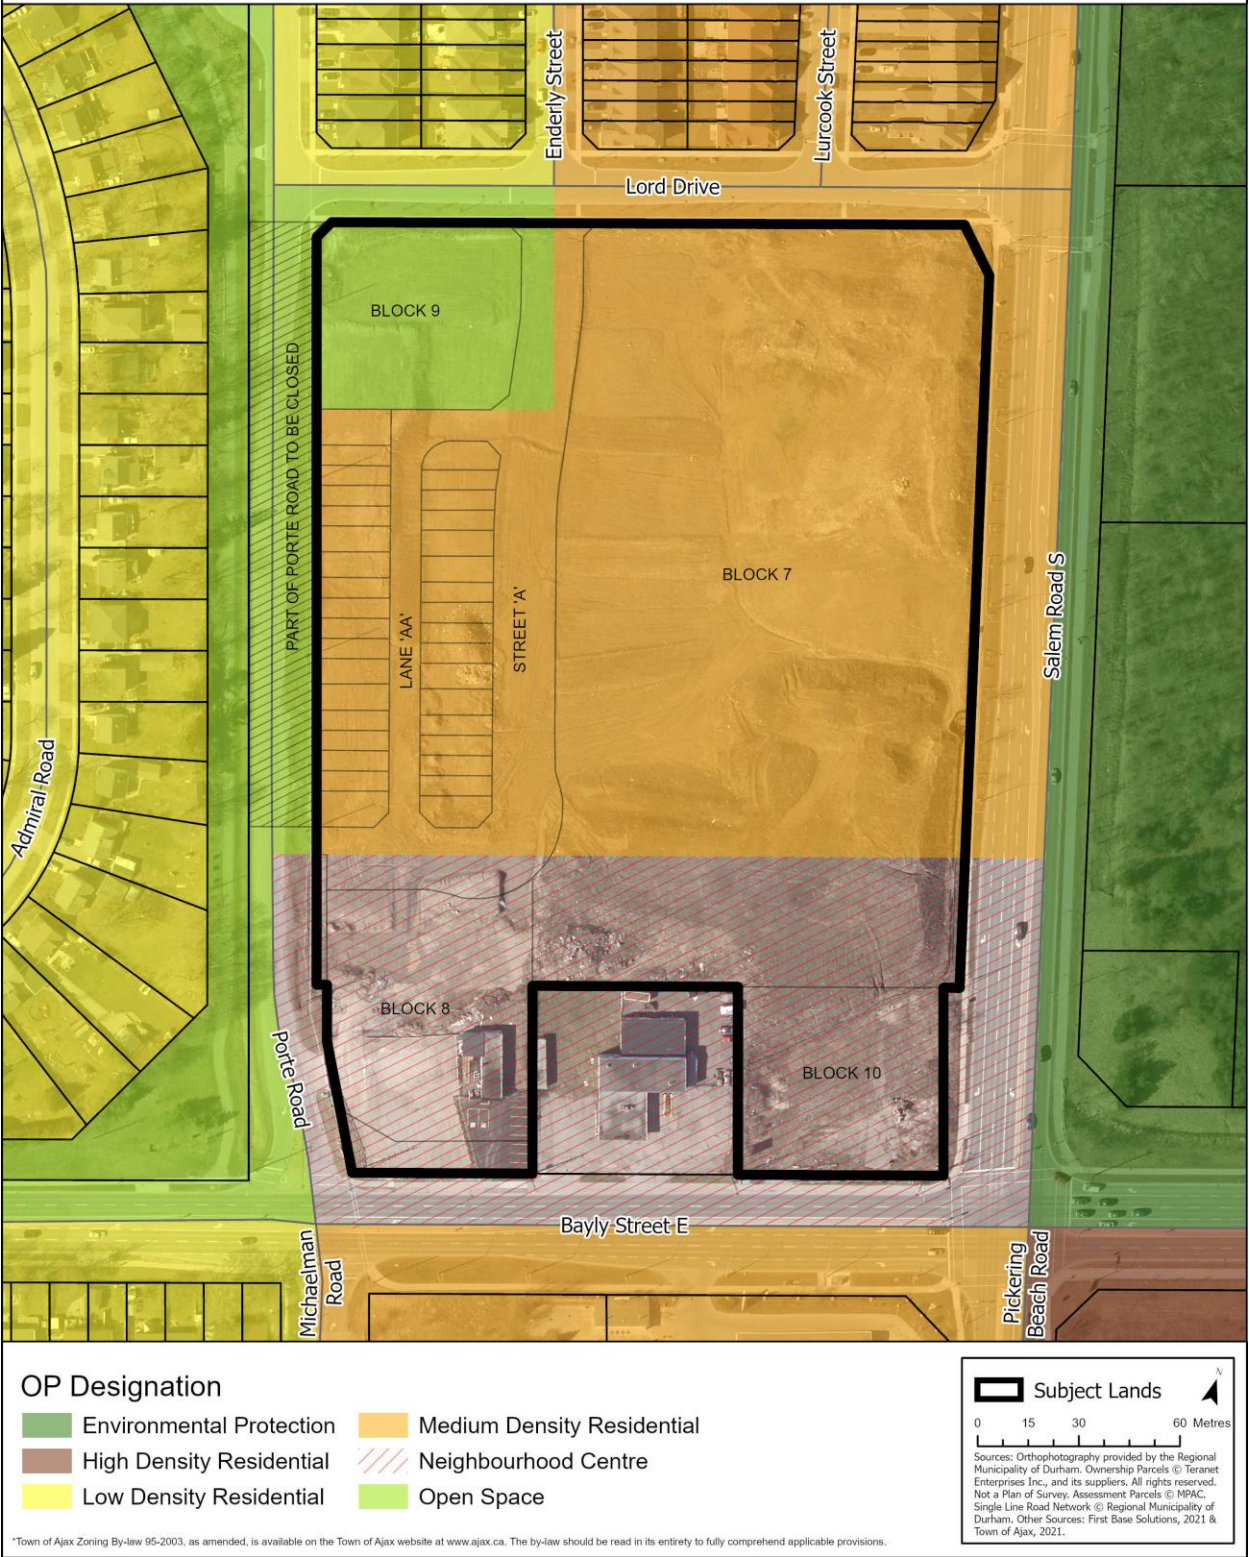 Enderly Street
Lurcook Street
Lord Drive
BLOCK 9
PART OF PORTE ROAD TO BE CLOSED
BLOCK 7
LANE 'AA'
STREET 'A'
Salem Road S
Admiral Road
BLOCK 8
BLOCK 10
Porte Road
Bayly Street E
Michaelman
Road
Pickering
Beach Road
OP Designation
Environmental Protection
High Density Residential
Low Density Residential
Medium Density Residential
Neighbourhood Centre
Open Space
Subject Lands
N
0 15 30 60 Metres
Sources: Orthophotography provided by the Regional
Municipality of Durham. Ownership Parcels © Teranet
Enterprises Inc., and its suppliers. All rights reserved.
Not a Plan of Survey. Assessment Parcels © MPAC.
Single Line Road Network © Regional Municipality of
Durham. Other Sources: First Base Solutions, 2021 &
Town of Ajax, 2021.
*Town of Ajax Zoning By-law 95-2003, as amended, is available on the Town of Ajax website at www.ajax.ca. The by-law should be read in its entirety to fully comprehend applicable provisions.